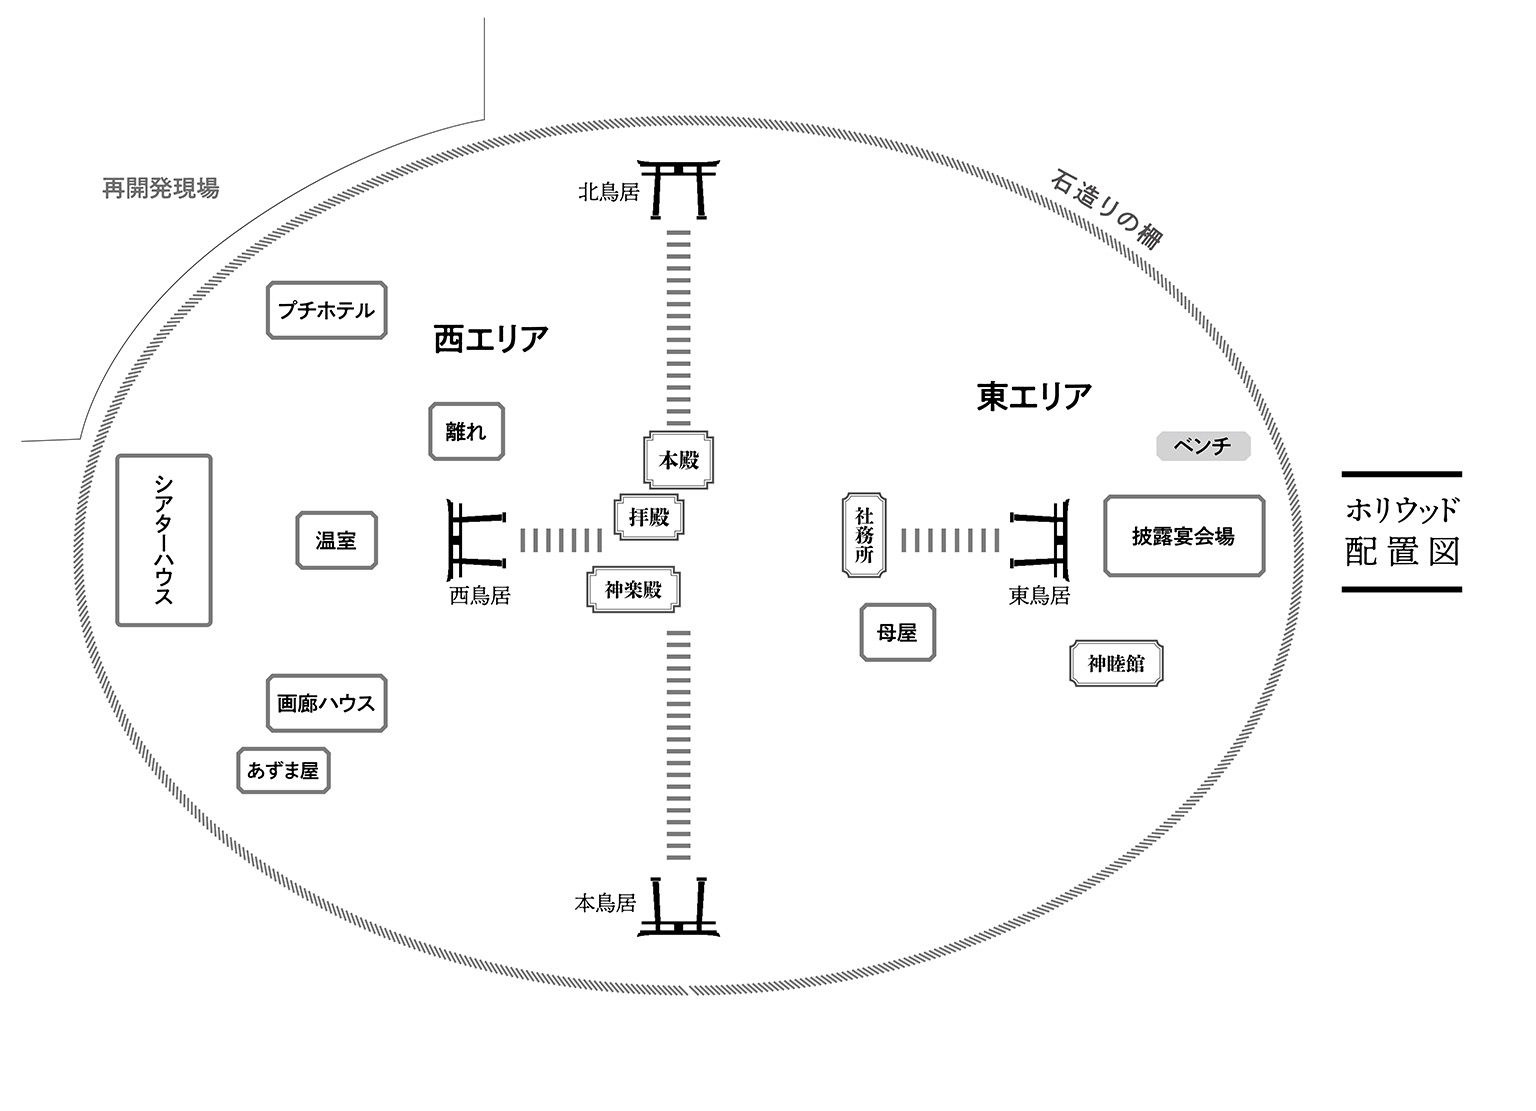 再開発現場
北鳥居
石造りの柵
プチホテル
西エリア
東エリア
離れ
本殿
ベンチ
シアターハウス
温室
西鳥居
拝殿
神楽殿
社務所
東鳥居
披露宴会場
母屋
神睦館
画廊ハウス
あずま屋
本鳥居
ホリウッド
配置図